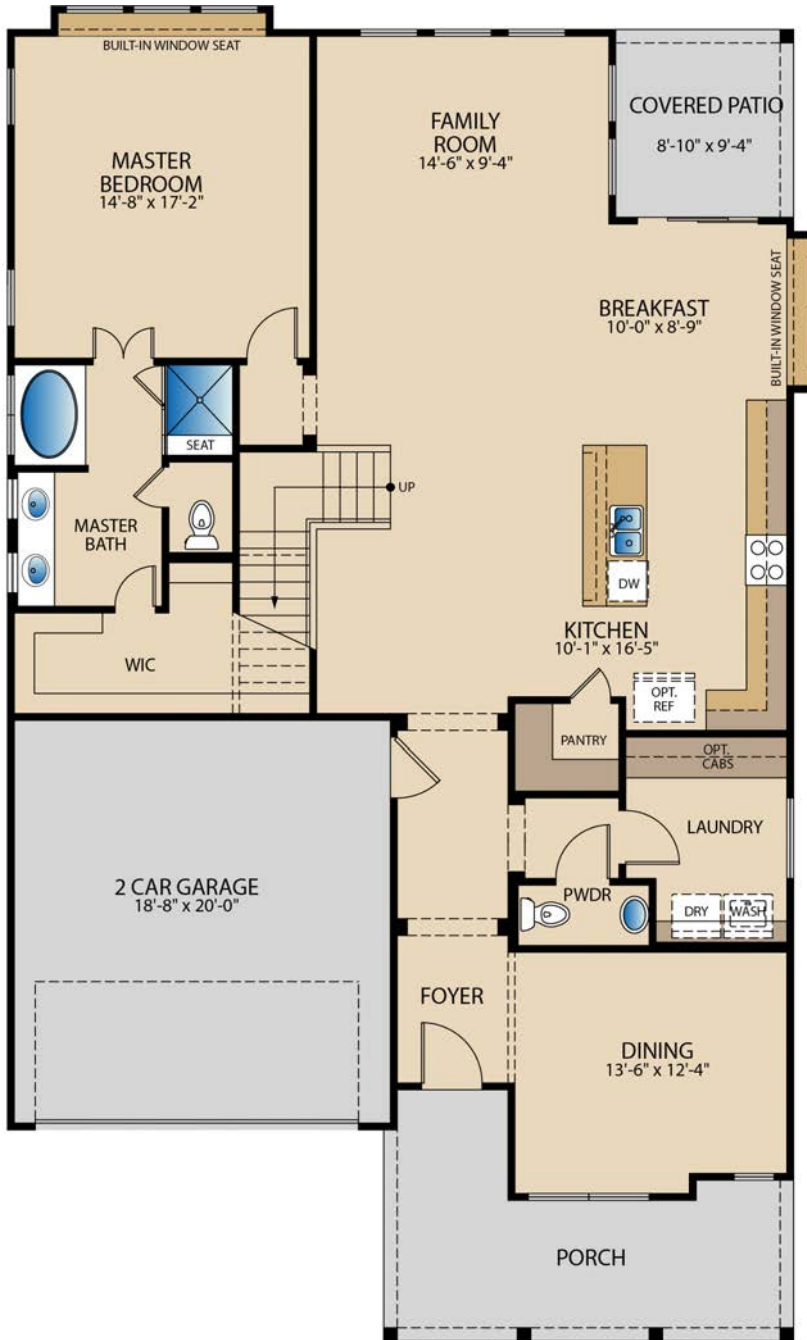 BUILT-IN WINDOW SEAT
MASTER
BEDROOM
14'-8" x 17'-2"
FAMILY
ROOM
14'-6" x 9'-4"
COVERED PATIO
8'-10" x 9'-4"
BREAKFAST
10'-0" x 8'-9"
BUILT-IN WINDOW SEAT
SEAT
UP
MASTER
BATH
DW
KITCHEN
10'-1" x 16'-5"
WIC
OPT.
REF
PANTRY
OPT.
CABS
LAUNDRY
2 CAR GARAGE
18'-8" x 20'-0"
PWDR
DRY
WASH
FOYER
DINING
13'-6" x 12'-4"
PORCH